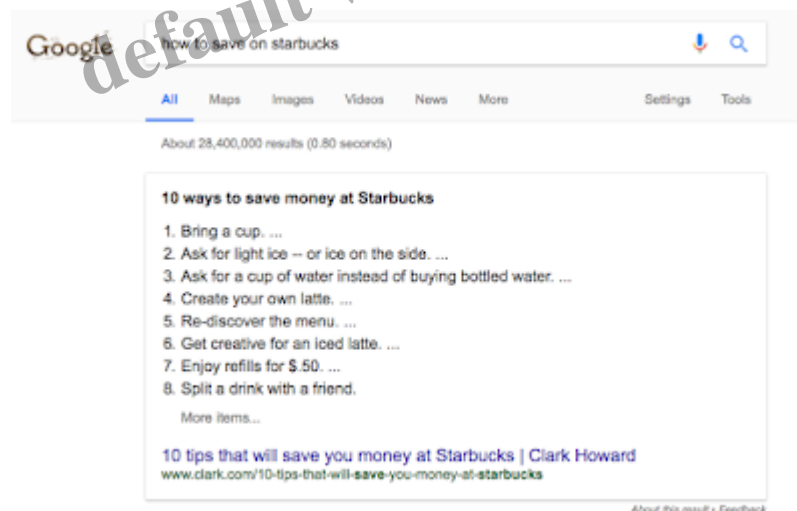 default
Google
how to save on starbucks
All Maps Images Videos News More Settings Tools
About 28,400,000 results (0.80 seconds)
10 ways to save money at Starbucks
1. Bring a cup. ...
2. Ask for light ice -- or ice on the side. ...
3. Ask for a cup of water instead of buying bottled water. ...
4. Create your own latte. ...
5. Re-discover the menu. ...
6. Get creative for an iced latte. ...
7. Enjoy refills for $.50. ...
8. Split a drink with a friend.
More items...
10 tips that will save you money at Starbucks | Clark Howard
www.clark.com/10-tips-that-will-save-you-money-at-starbucks
About this result • Feedback